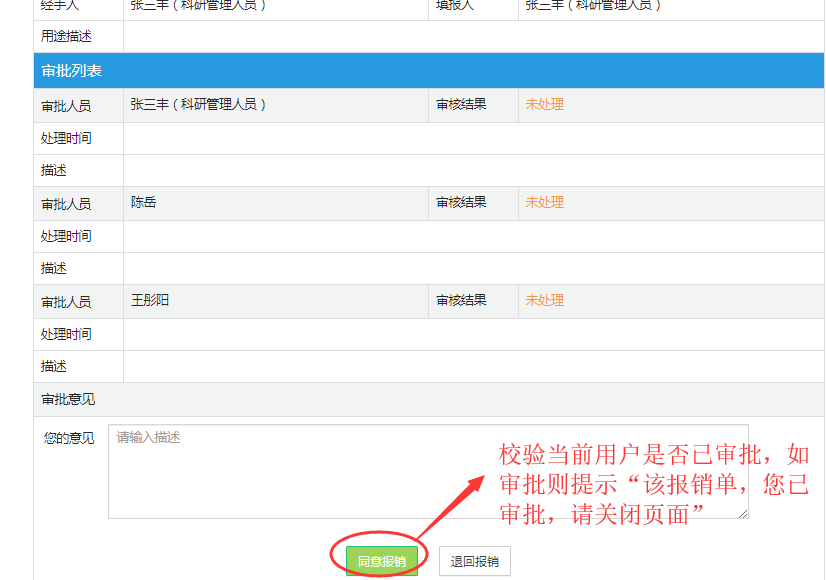 经手人 张三丰（科研管理人员） 填报人 张三丰（科研管理人员）
用途描述
审批列表
审批人员 张三丰（科研管理人员） 审核结果 未处理
处理时间
描述
审批人员 陈岳 审核结果 未处理
处理时间
描述
审批人员 王彤阳 审核结果 未处理
处理时间
描述
审批意见
您的意见 请输入描述
校验当前用户是否已审批，如
审批则提示“该报销单，您已
审批，请关闭页面”
同意报销 退回报销